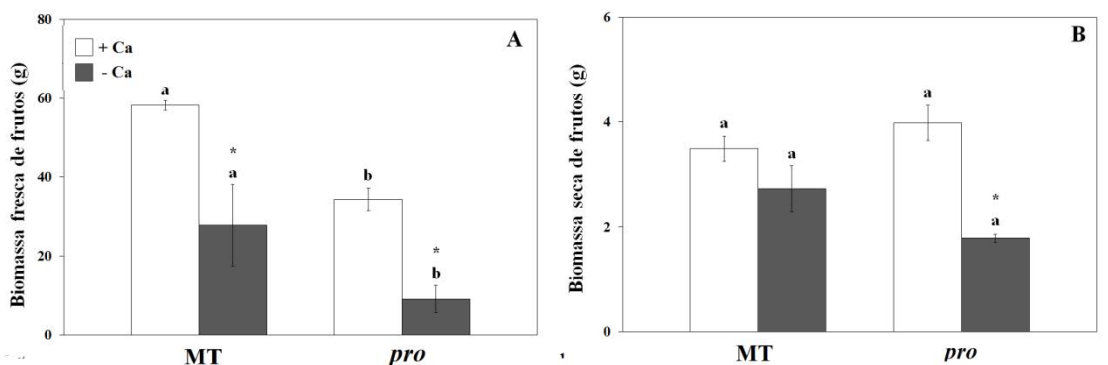 80
A
+ Ca
- Ca
Biomassa fresca de frutos (g)
60
a
40
*
a
b
20
*
b
0
MT
pro
6
B
Biomassa seca de frutos (g)
4
a
a
a
2
*
a
0
MT
pro